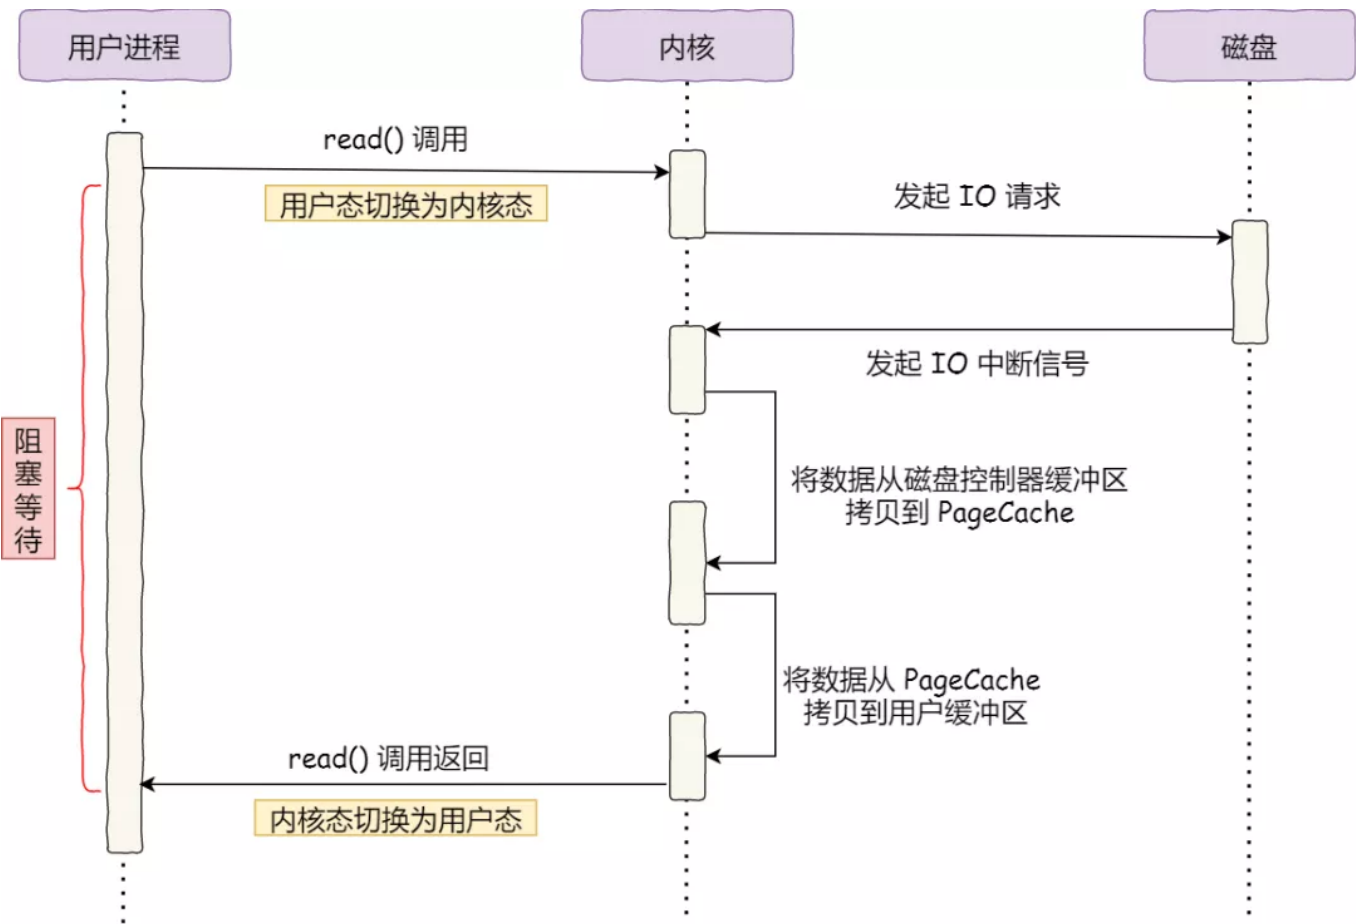 用户进程
内核
磁盘
read() 调用
用户态切换为内核态
发起 IO 请求
发起 IO 中断信号
阻
塞
等
待
将数据从磁盘控制器缓冲区
拷贝到 PageCache
将数据从 PageCache
拷贝到用户缓冲区
read() 调用返回
内核态切换为用户态